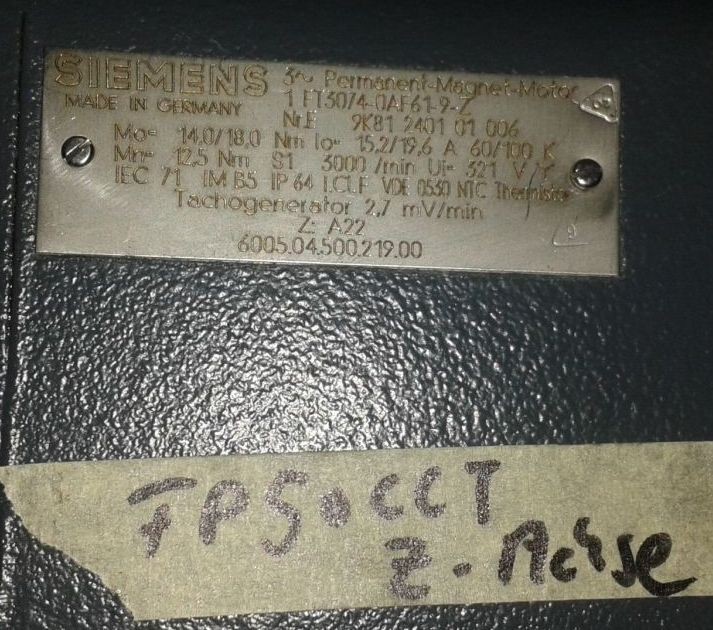 SIEMENS 3~ Permanent-Magnet-Motor
MADE IN GERMANY 1 FT5074-0AF61-9-Z
Nr.E 9K81 2401 01 006
Mo= 14,0/18,0 Nm Io= 15,2/19,6 A 60/100 K
Mn= 12,5 Nm S1 3000 /min Ui= 321 V
IEC 71 IM B5 IP 64 I.CL.F VDE 0530 NTC Thermistor
Tachogenerator 2,7 mV/min
Z: A22
6005.04.500.219.00
FP50CCT
Z-Achse